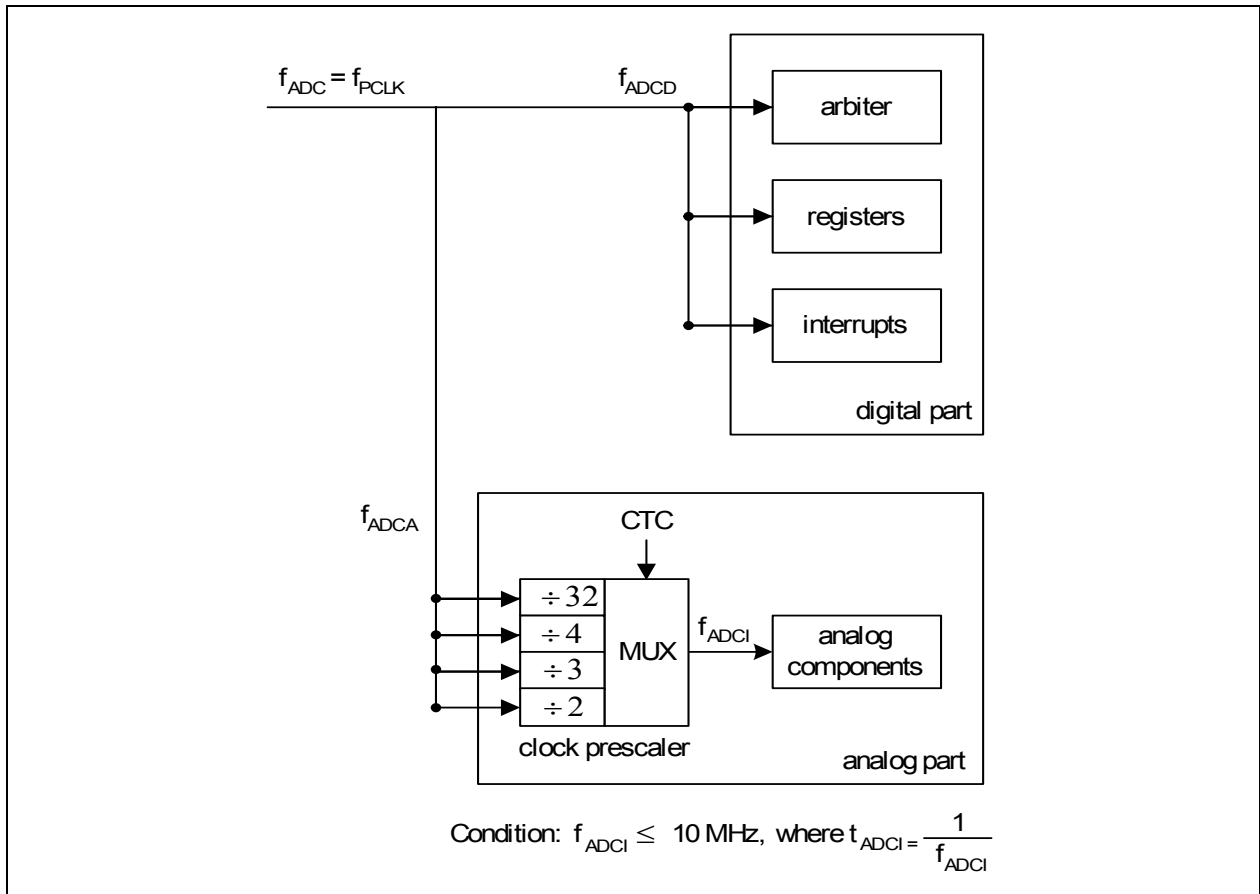 f_ADC = f_PCLK
f_ADCD
arbiter
registers
interrupts
digital part
f_ADCA
CTC
÷ 32
÷ 4
÷ 3
÷ 2
MUX
f_ADCI
analog
components
clock prescaler
analog part
Condition: f_ADCI ≤ 10 MHz, where t_ADCI = 1 / f_ADCI